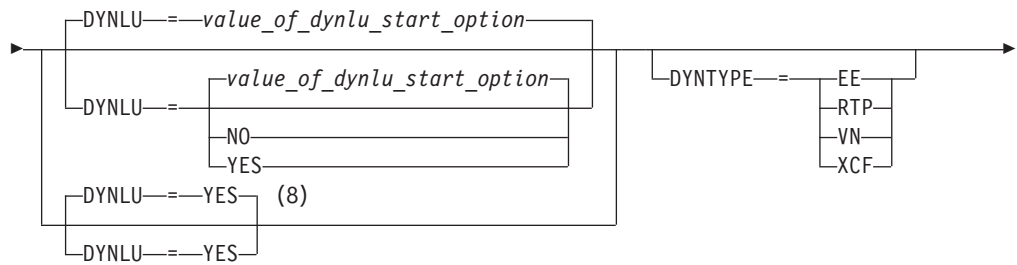 DYNLU = value_of_dynlu_start_option
value_of_dynlu_start_option
DYNLU =
NO
YES
DYNTYPE = EE
RTP
VN
XCF
DYNLU = YES (8)
DYNLU = YES